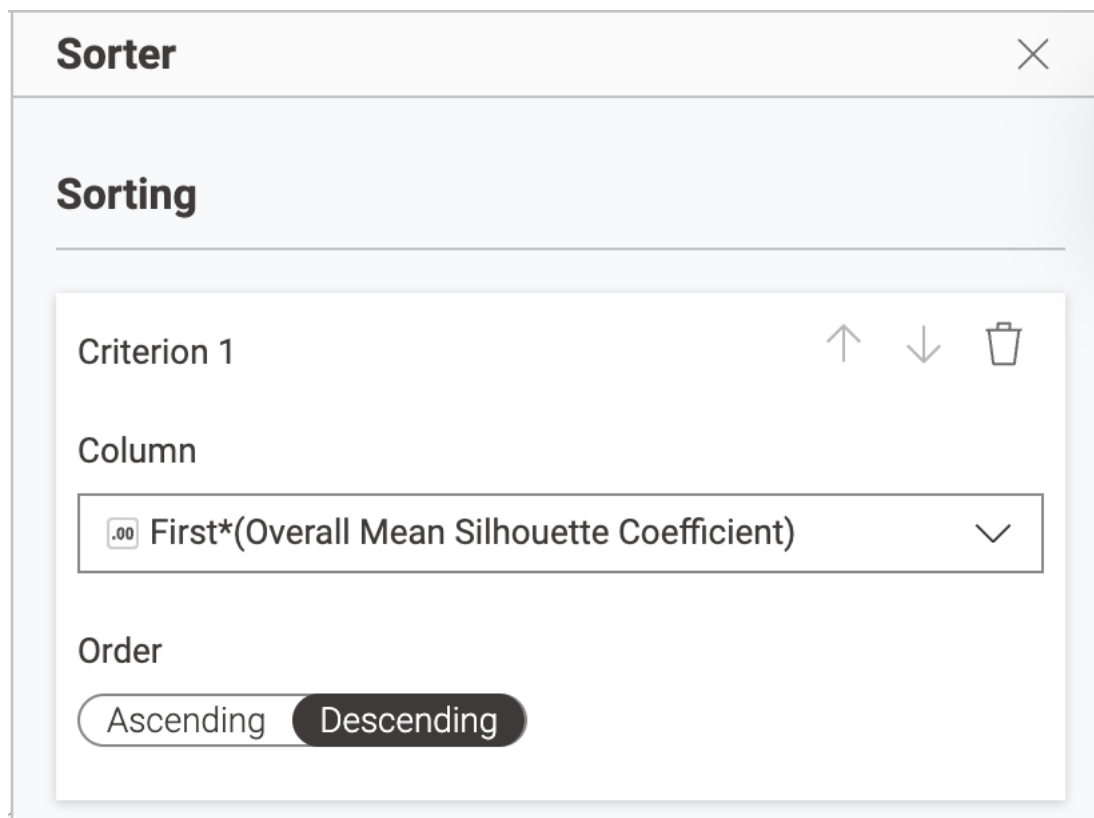 Sorter
Sorting
Criterion 1
Column
.00 First*(Overall Mean Silhouette Coefficient)
Order
Ascending Descending